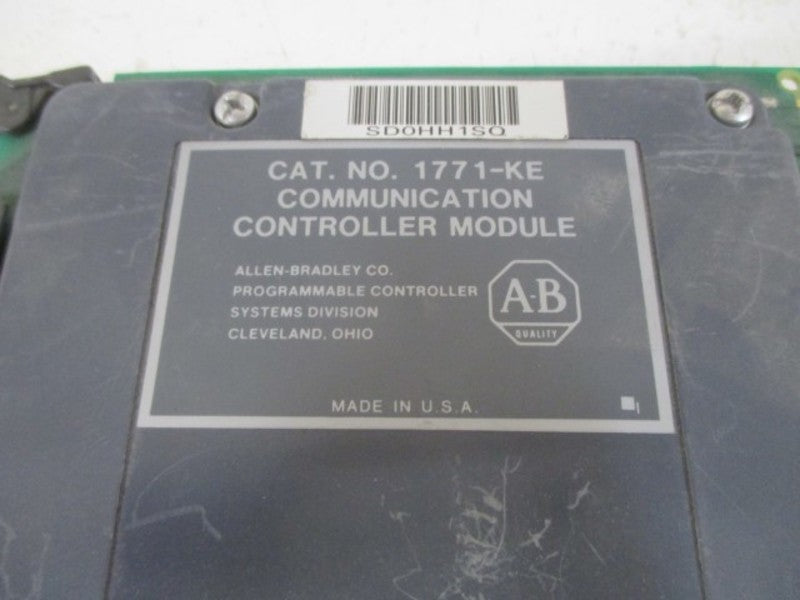 SD0HH1SQ
CAT. NO. 1771-KE
COMMUNICATION
CONTROLLER MODULE
ALLEN-BRADLEY CO.
PROGRAMMABLE CONTROLLER
SYSTEMS DIVISION
CLEVELAND, OHIO
A-B
QUALITY
MADE IN U.S.A.